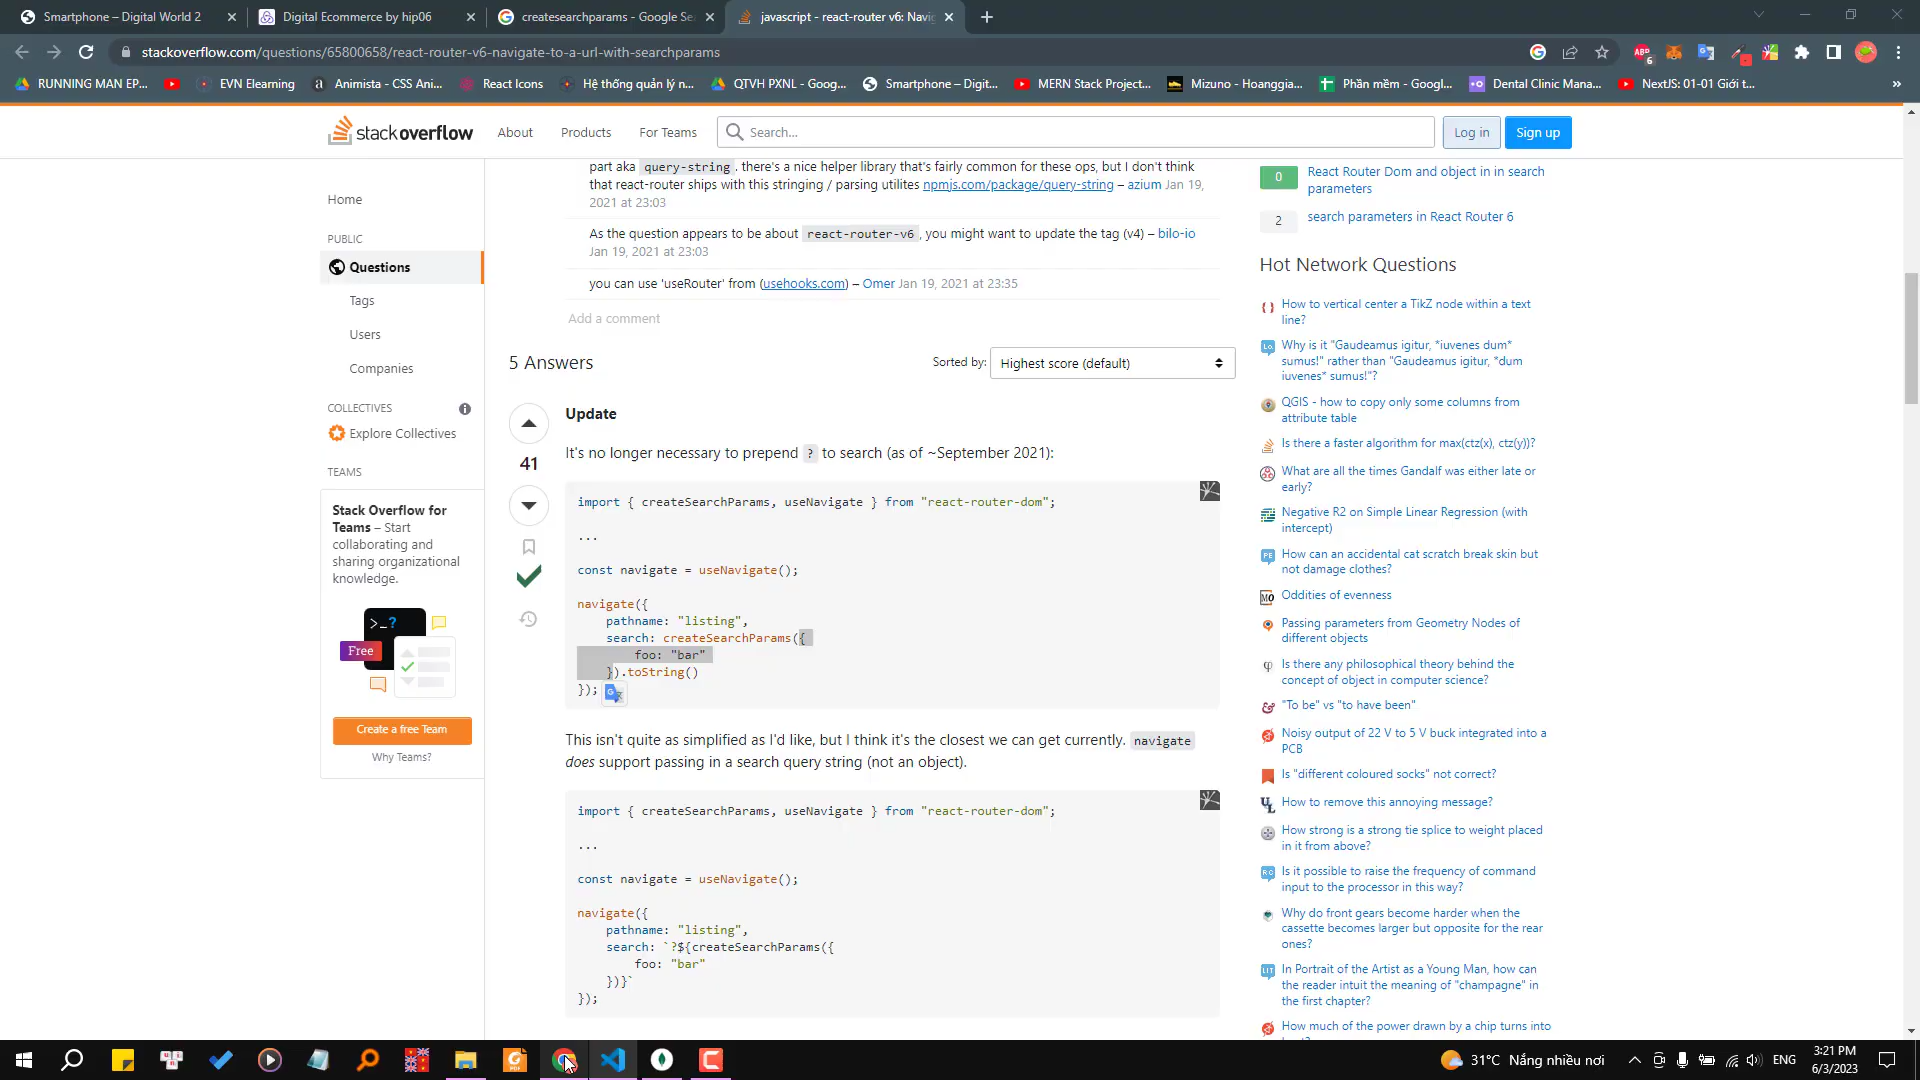 Smartphone – Digital World 2
Digital Ecommerce by hip06
createsearchparams - Google Se
javascript - react-router v6: Navig
stackoverflow.com/questions/65800658/react-router-v6-navigate-to-a-url-with-searchparams
RUNNING MAN EP...
EVN Elearning
Animista - CSS Ani...
React Icons
Hệ thống quản lý n...
QTVH PXNL - Goog...
Smartphone – Digit...
MERN Stack Project...
Mizuno - Hoanggia...
Phần mềm - Googl...
Dental Clinic Mana...
NextJS: 01-01 Giới t...
»
stackoverflow
About
Products
For Teams
Search...
Log in
Sign up
Home
PUBLIC
Questions
Tags
Users
Companies
COLLECTIVES
Explore Collectives
TEAMS
Stack Overflow for
Teams – Start
collaborating and
sharing organizational
knowledge.
>_?
Free
Create a free Team
Why Teams?
part aka query-string . there's a nice helper library that's fairly common for these ops, but I don't think
that react-router ships with this stringing / parsing utilites npmjs.com/package/query-string – azium Jan 19,
2021 at 23:03
As the question appears to be about react-router-v6 , you might want to update the tag (v4) – bilo-io
Jan 19, 2021 at 23:03
you can use 'useRouter' from (usehooks.com) – Omer Jan 19, 2021 at 23:35
Add a comment
5 Answers
Sorted by:
Highest score (default)
41
Update
It's no longer necessary to prepend ? to search (as of ~September 2021):
import { createSearchParams, useNavigate } from "react-router-dom";
...
const navigate = useNavigate();
navigate({
pathname: "listing",
search: createSearchParams({
foo: "bar"
}).toString()
});
This isn't quite as simplified as I'd like, but I think it's the closest we can get currently. navigate
does support passing in a search query string (not an object).
import { createSearchParams, useNavigate } from "react-router-dom";
...
const navigate = useNavigate();
navigate({
pathname: "listing",
search: `?${createSearchParams({
foo: "bar"
})}`
});
0
React Router Dom and object in in search
parameters
2
search parameters in React Router 6
Hot Network Questions
How to vertical center a TikZ node within a text
line?
Why is it "Gaudeamus igitur, *iuvenes dum*
sumus!" rather than "Gaudeamus igitur, *dum
iuvenes* sumus!"?
QGIS - how to copy only some columns from
attribute table
Is there a faster algorithm for max(ctz(x), ctz(y))?
What are all the times Gandalf was either late or
early?
Negative R2 on Simple Linear Regression (with
intercept)
How can an accidental cat scratch break skin but
not damage clothes?
Oddities of evenness
Passing parameters from Geometry Nodes of
different objects
Is there any philosophical theory behind the
concept of object in computer science?
"To be" vs "to have been"
Noisy output of 22 V to 5 V buck integrated into a
PCB
Is "different coloured socks" not correct?
How to remove this annoying message?
How strong is a strong tie splice to weight placed
in it from above?
Is it possible to raise the frequency of command
input to the processor in this way?
Why do front gears become harder when the
cassette becomes larger but opposite for the rear
ones?
In Portrait of the Artist as a Young Man, how can
the reader intuit the meaning of "champagne" in
the first chapter?
How much of the power drawn by a chip turns into
31°C Nắng nhiều nơi
ENG
3:21 PM
6/3/2023